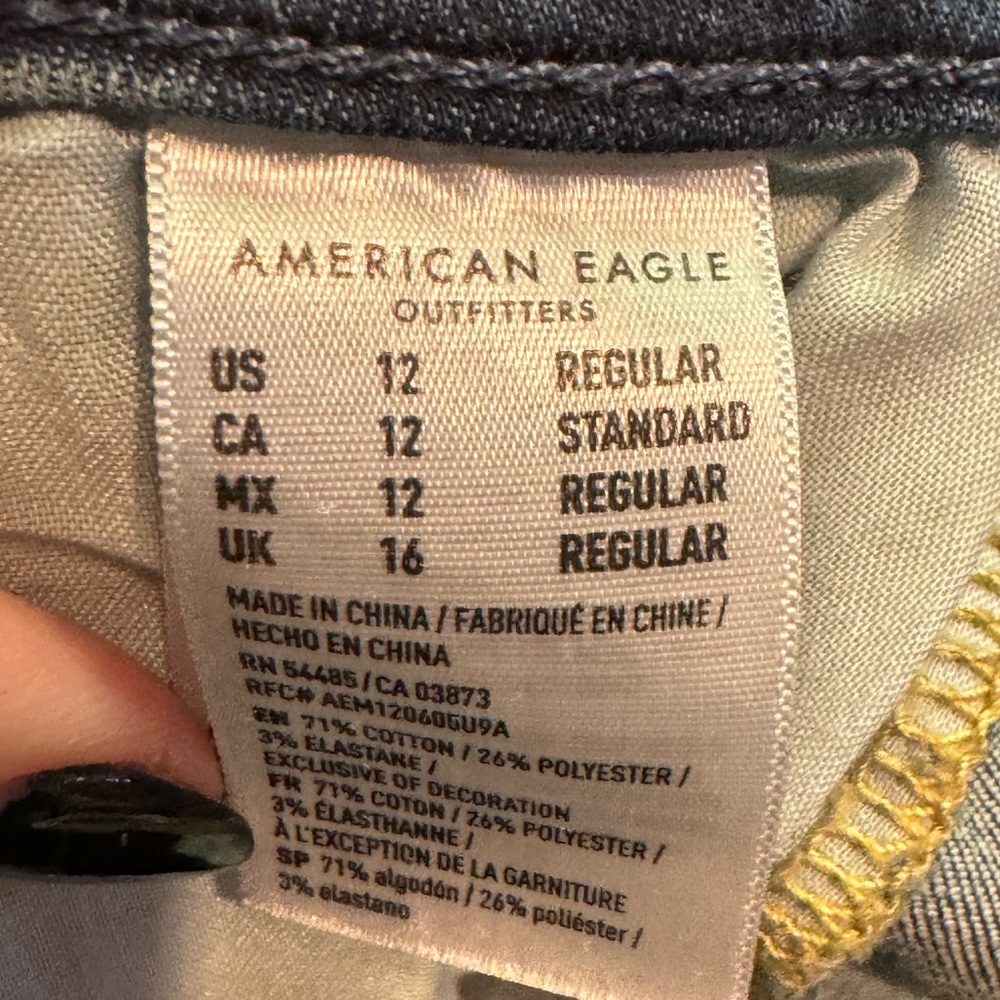 AMERICAN EAGLE
OUTFITTERS
US 12 REGULAR
CA 12 STANDARD
MX 12 REGULAR
UK 16 REGULAR
MADE IN CHINA / FABRIQUÉ EN CHINE /
HECHO EN CHINA
RN 54485 / CA 03873
RFC# AEM120606U9A
EN 71% COTTON / 26% POLYESTER /
3% ELASTANE /
EXCLUSIVE OF DECORATION
FR 71% COTON / 26% POLYESTER /
3% ÉLASTHANNE /
À L'EXCEPTION DE LA GARNITURE
SP 71% algodón / 26% poliéster /
3% elastano